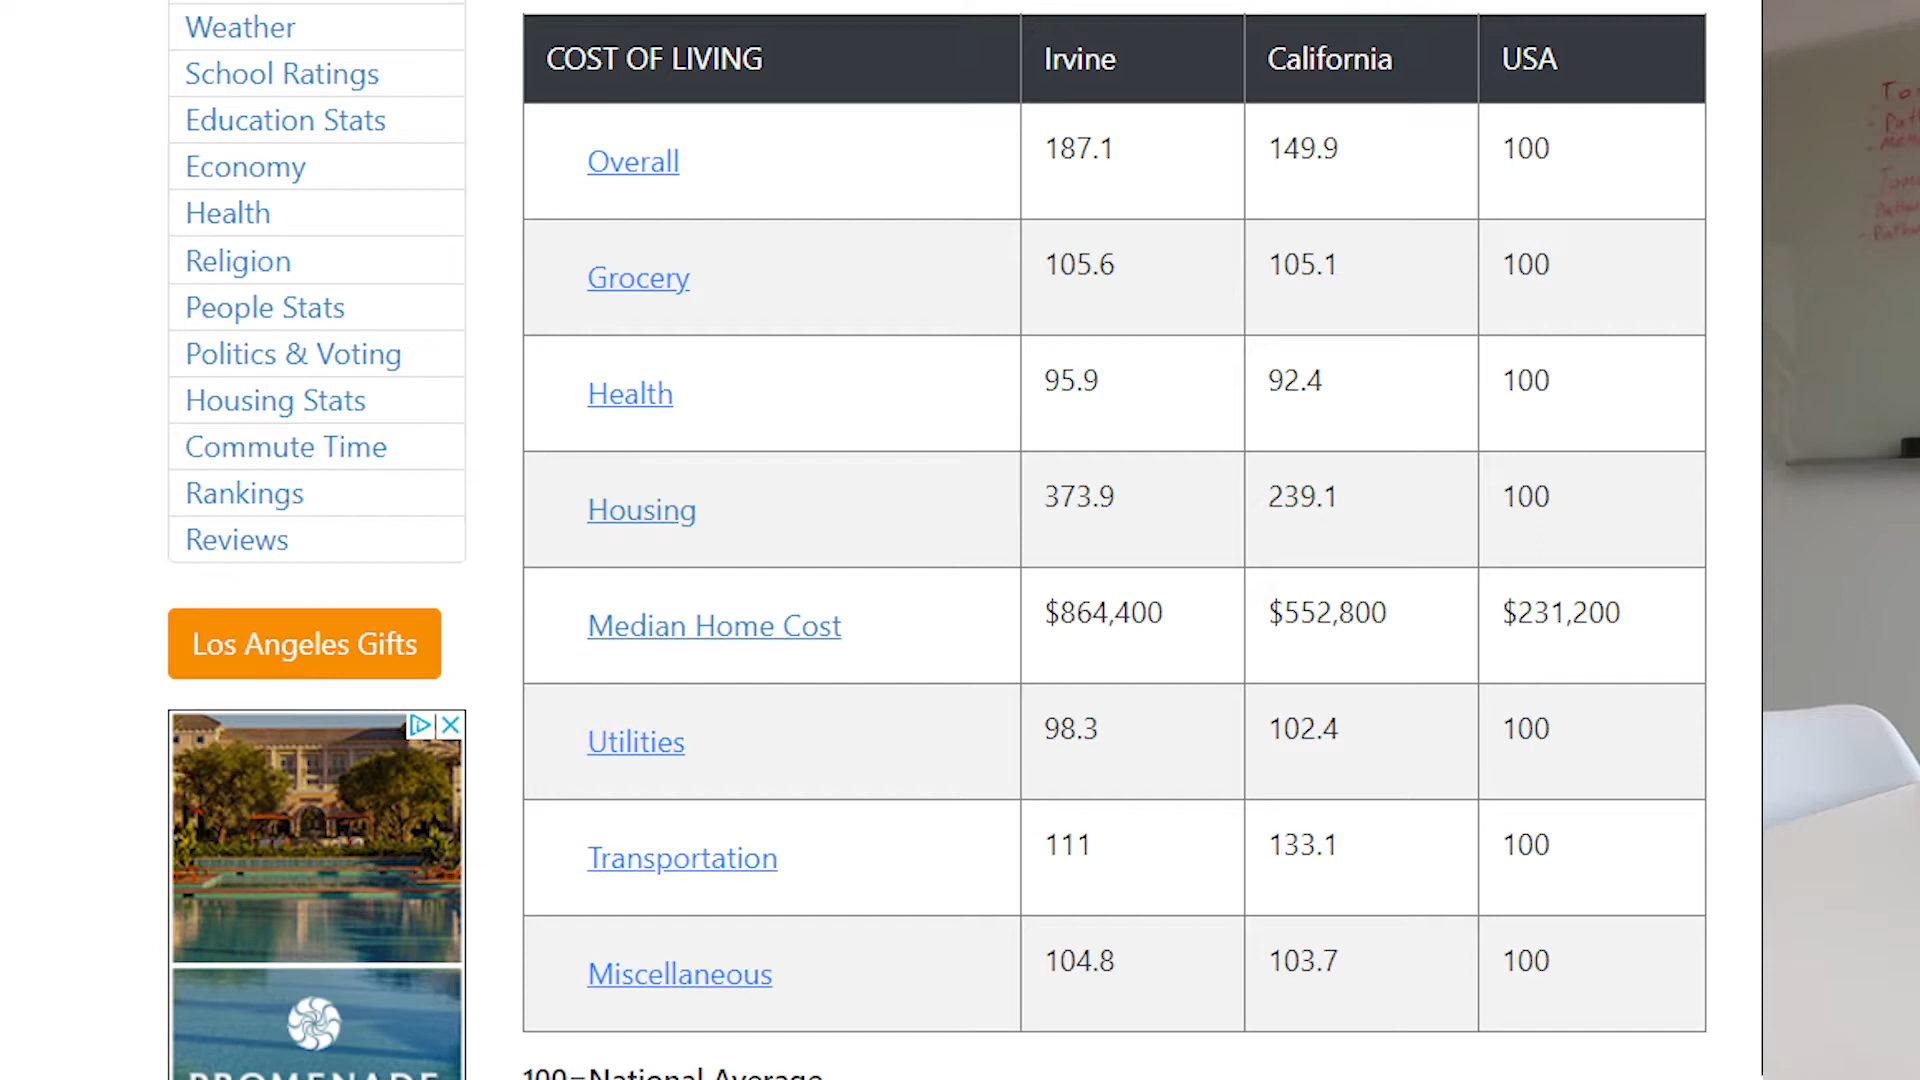 Weather
School Ratings
Education Stats
Economy
Health
Religion
People Stats
Politics & Voting
Housing Stats
Commute Time
Rankings
Reviews
Los Angeles Gifts
PROMENADE
COST OF LIVING Irvine California USA
Overall 187.1 149.9 100
Grocery 105.6 105.1 100
Health 95.9 92.4 100
Housing 373.9 239.1 100
Median Home Cost $864,400 $552,800 $231,200
Utilities 98.3 102.4 100
Transportation 111 133.1 100
Miscellaneous 104.8 103.7 100
100=National Average